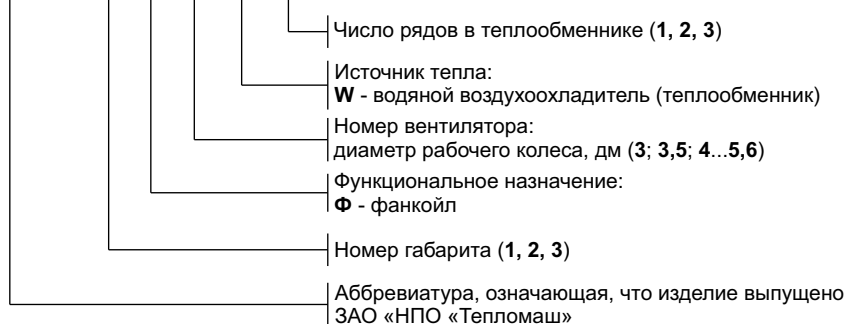 Число рядов в теплообменнике (1, 2, 3)
Источник тепла:
W - водяной воздухоохладитель (теплообменник)
Номер вентилятора:
диаметр рабочего колеса, дм (3; 3,5; 4...5,6)
Функциональное назначение:
Ф - фанкойл
Номер габарита (1, 2, 3)
Аббревиатура, означающая, что изделие выпущено
ЗАО «НПО «Тепломаш»